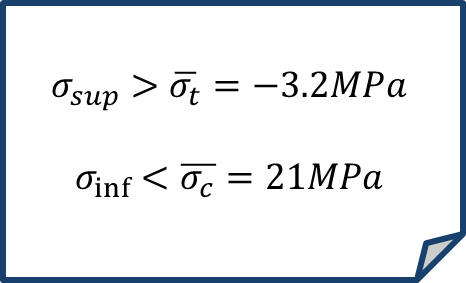 σ_sup > σ̅_t = −3.2MPa
σ_inf < σ̅_c̅ = 21MPa